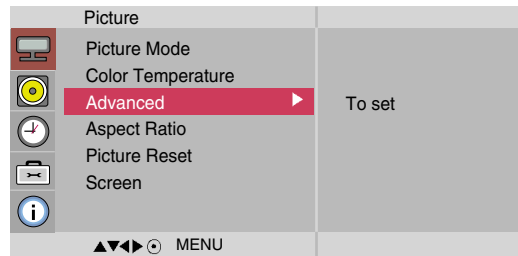 Picture
Picture Mode
Color Temperature
Advanced
To set
Aspect Ratio
Picture Reset
Screen
MENU